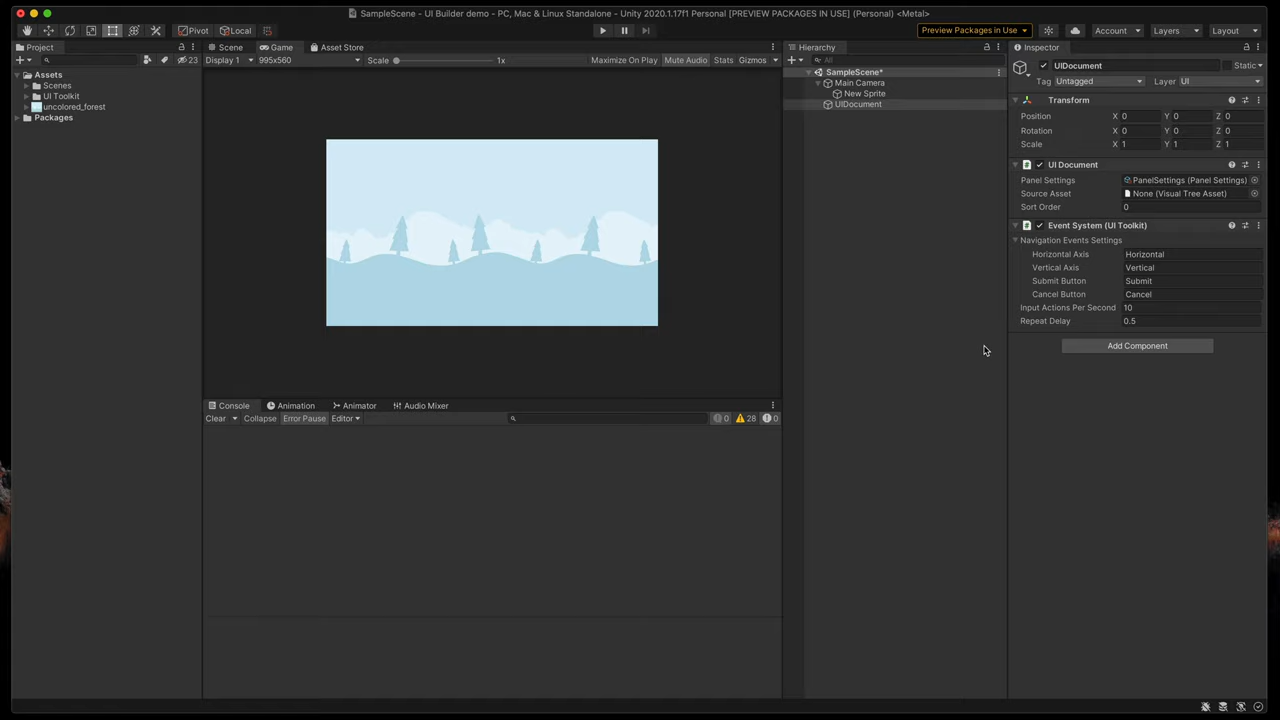 SampleScene - UI Builder demo - PC, Mac & Linux Standalone - Unity 2020.1.17f1 Personal [PREVIEW PACKAGES IN USE] (Personal) <Metal>
Pivot Local Preview Packages in Use Account Layers Layout
Project Scene Game Asset Store Hierarchy Inspector
23 Display 1 995x560 Scale 1x Maximize On Play Mute Audio Stats Gizmos All
UIDocument Static
Tag Untagged Layer UI
Assets
Scenes
UI Toolkit
uncolored_forest
Packages
SampleScene*
Main Camera
New Sprite
UIDocument
Transform
Position X 0 Y 0 Z 0
Rotation X 0 Y 0 Z 0
Scale X 1 Y 1 Z 1
UI Document
Panel Settings PanelSettings (Panel Settings)
Source Asset None (Visual Tree Asset)
Sort Order 0
Event System (UI Toolkit)
Navigation Events Settings
Horizontal Axis Horizontal
Vertical Axis Vertical
Submit Button Submit
Cancel Button Cancel
Input Actions Per Second 10
Repeat Delay 0.5
Add Component
Console Animation Animator Audio Mixer
Clear Collapse Error Pause Editor 0 28 0